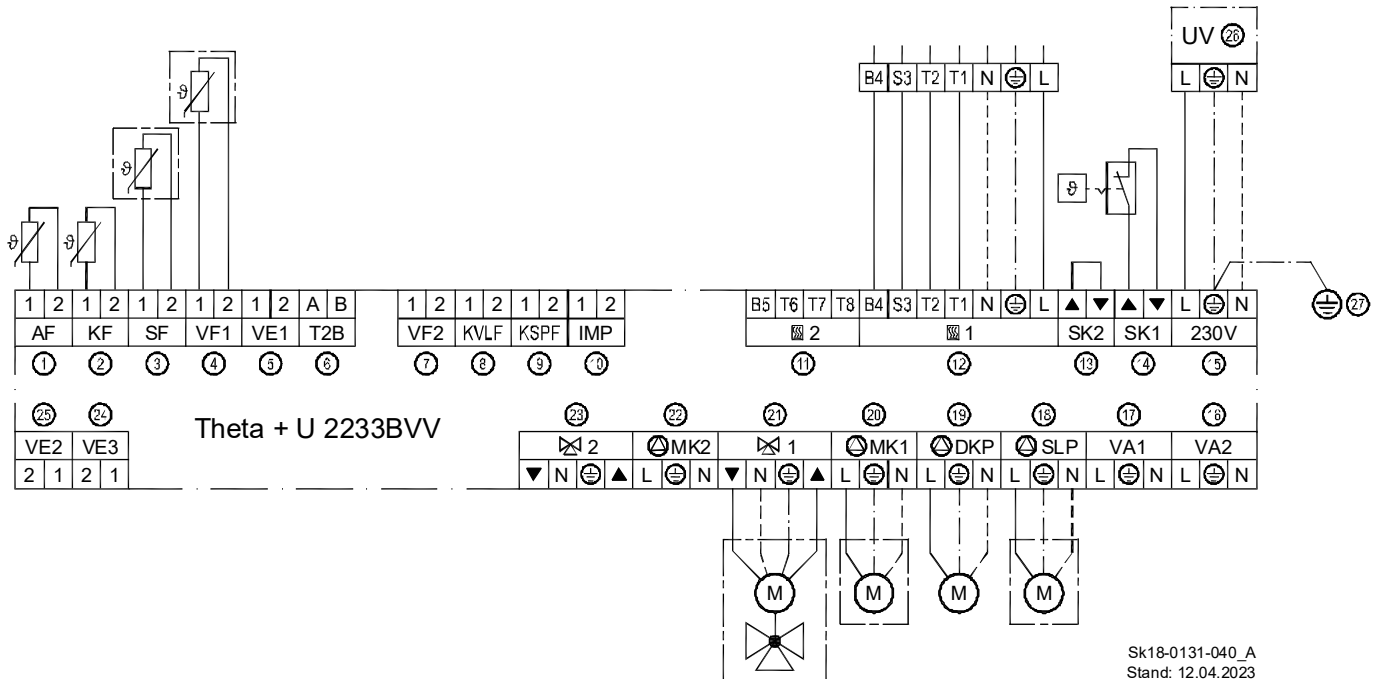 UV 26
B4 S3 T2 T1 N L
L N
ϑ
ϑ
ϑ
ϑ ϑ
1 2 1 2 1 2 1 2 1 2 A B 1 2 1 2 1 2 1 2 B5 T6 T7 T8 B4 S3 T2 T1 N L ▲ ▼ ▲ ▼ L N
AF KF SF VF1 VE1 T2B VF2 KVLF KSPF IMP 2 1 SK2 SK1 230V 27
1 2 3 4 5 6 7 8 9 10 11 12 13 14 15
25 24 23 22 21 20 19 18 17 16
Theta + U 2233BVV
VE2 VE3 2 MK2 1 MK1 DKP SLP VA1 VA2
2 1 2 1 ▼ N ▲ L N ▼ N ▲ L N L N L N L N L N
M M M M
Sk18-0131-040_A
Stand: 12.04.2023